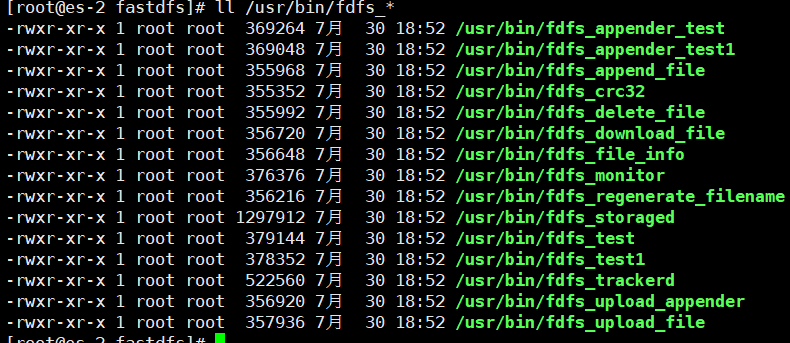 [root@es-2 fastdfs]# ll /usr/bin/fdfs_*
-rwxr-xr-x 1 root root  369264 7月  30 18:52 /usr/bin/fdfs_appender_test
-rwxr-xr-x 1 root root  369048 7月  30 18:52 /usr/bin/fdfs_appender_test1
-rwxr-xr-x 1 root root  355968 7月  30 18:52 /usr/bin/fdfs_append_file
-rwxr-xr-x 1 root root  355352 7月  30 18:52 /usr/bin/fdfs_crc32
-rwxr-xr-x 1 root root  355992 7月  30 18:52 /usr/bin/fdfs_delete_file
-rwxr-xr-x 1 root root  356720 7月  30 18:52 /usr/bin/fdfs_download_file
-rwxr-xr-x 1 root root  356648 7月  30 18:52 /usr/bin/fdfs_file_info
-rwxr-xr-x 1 root root  376376 7月  30 18:52 /usr/bin/fdfs_monitor
-rwxr-xr-x 1 root root  356216 7月  30 18:52 /usr/bin/fdfs_regenerate_filename
-rwxr-xr-x 1 root root 1297912 7月  30 18:52 /usr/bin/fdfs_storaged
-rwxr-xr-x 1 root root  379144 7月  30 18:52 /usr/bin/fdfs_test
-rwxr-xr-x 1 root root  378352 7月  30 18:52 /usr/bin/fdfs_test1
-rwxr-xr-x 1 root root  522560 7月  30 18:52 /usr/bin/fdfs_trackerd
-rwxr-xr-x 1 root root  356920 7月  30 18:52 /usr/bin/fdfs_upload_appender
-rwxr-xr-x 1 root root  357936 7月  30 18:52 /usr/bin/fdfs_upload_file
[root@es-2 fastdfs]#